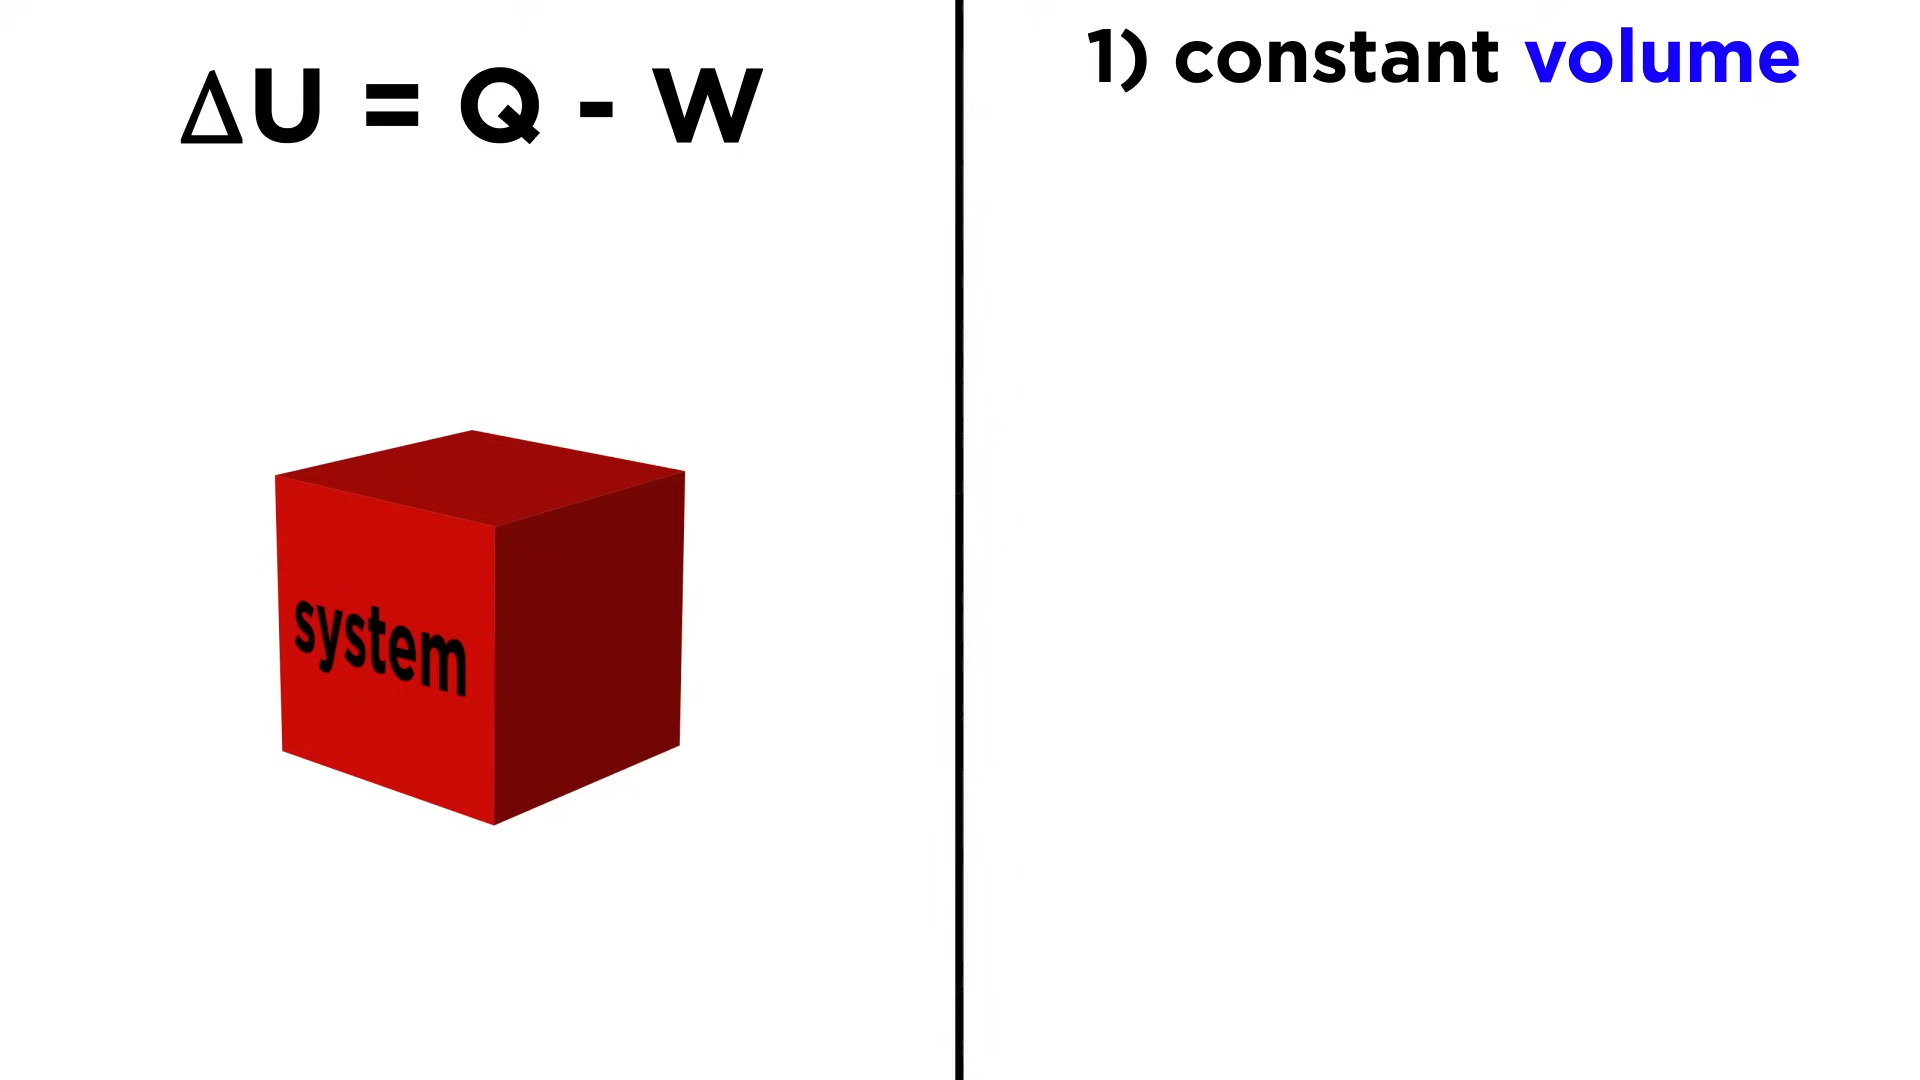 ΔU = Q - W
system
1) constant volume